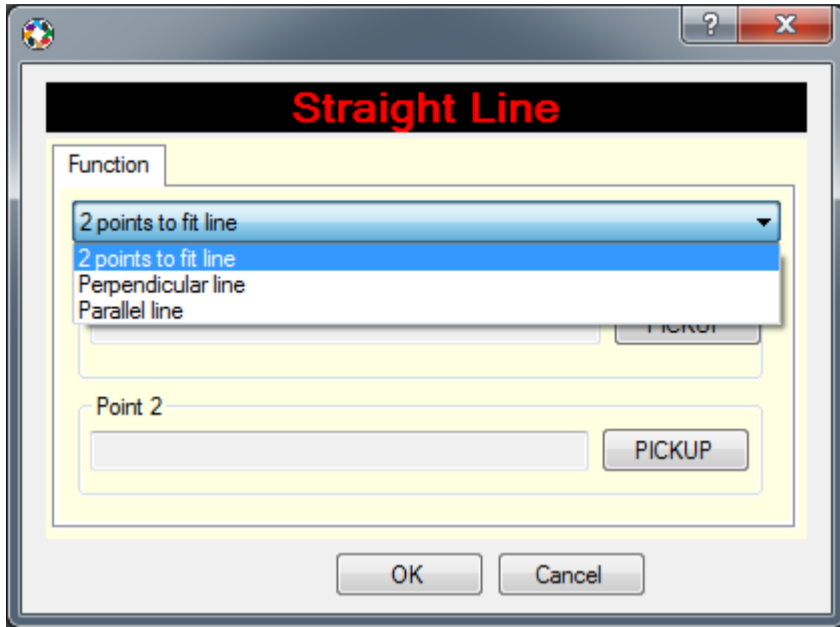 ?
Straight Line
Function
2 points to fit line
2 points to fit line
Perpendicular line
Parallel line
PICKUP
Point 2
PICKUP
OK
Cancel